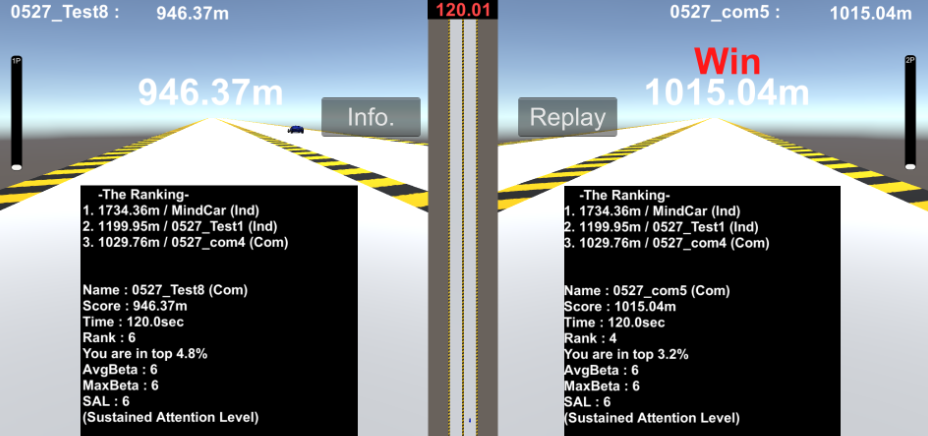 0527_Test8 : 946.37m
120.01
0527_com5 : 1015.04m
1P
2P
Win
946.37m
1015.04m
Info.
Replay
-The Ranking-
1. 1734.36m / MindCar (Ind)
2. 1199.95m / 0527_Test1 (Ind)
3. 1029.76m / 0527_com4 (Com)
Name : 0527_Test8 (Com)
Score : 946.37m
Time : 120.0sec
Rank : 6
You are in top 4.8%
AvgBeta : 6
MaxBeta : 6
SAL : 6
(Sustained Attention Level)
-The Ranking-
1. 1734.36m / MindCar (Ind)
2. 1199.95m / 0527_Test1 (Ind)
3. 1029.76m / 0527_com4 (Com)
Name : 0527_com5 (Com)
Score : 1015.04m
Time : 120.0sec
Rank : 4
You are in top 3.2%
AvgBeta : 6
MaxBeta : 6
SAL : 6
(Sustained Attention Level)